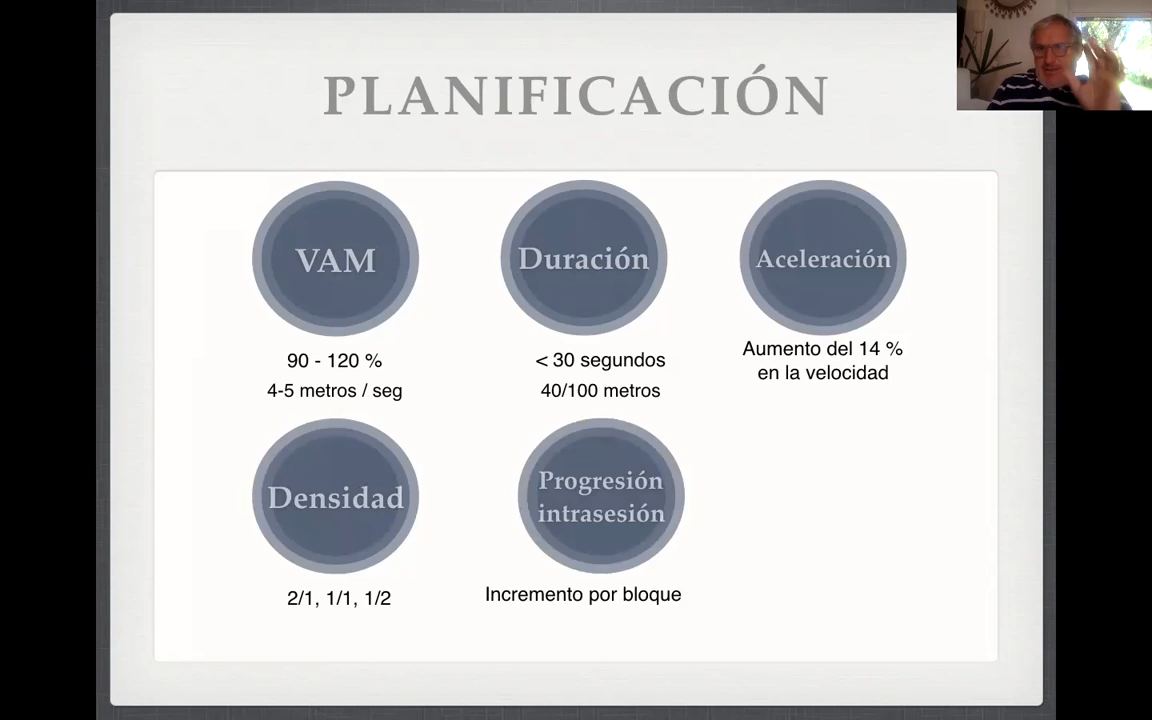 PLANIFICACIÓN
VAM
90 - 120 %
4-5 metros / seg
Duración
< 30 segundos
40/100 metros
Aceleración
Aumento del 14 %
en la velocidad
Densidad
2/1, 1/1, 1/2
Progresión
intrasesión
Incremento por bloque